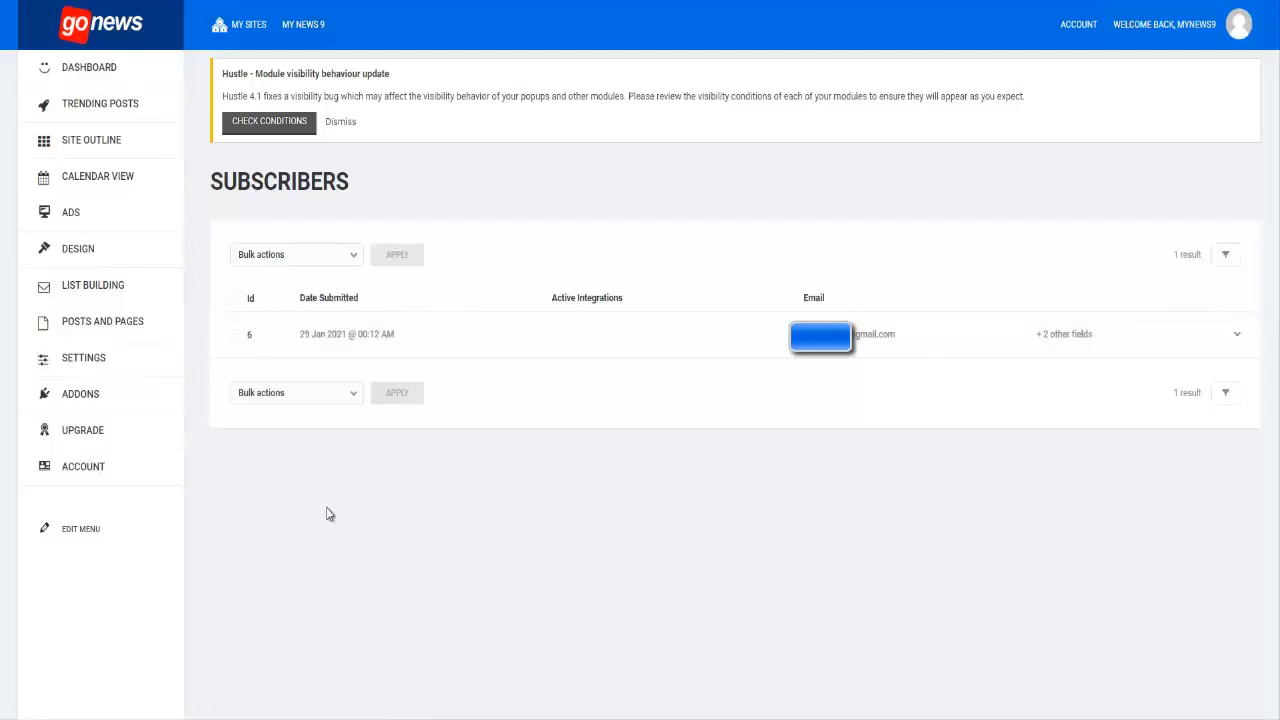 go news
MY SITES
MY NEWS 9
ACCOUNT
WELCOME BACK, MYNEWS9
DASHBOARD
TRENDING POSTS
SITE OUTLINE
CALENDAR VIEW
ADS
DESIGN
LIST BUILDING
POSTS AND PAGES
SETTINGS
ADDONS
UPGRADE
ACCOUNT
EDIT MENU
Hustle - Module visibility behaviour update
Hustle 4.1 fixes a visibility bug which may affect the visibility behavior of your popups and other modules. Please review the visibility conditions of each of your modules to ensure they will appear as you expect.
CHECK CONDITIONS Dismiss
SUBSCRIBERS
Bulk actions APPLY 1 result
Id Date Submitted Active Integrations Email
6 29 Jan 2021 @ 00:12 AM gmail.com + 2 other fields
Bulk actions APPLY 1 result